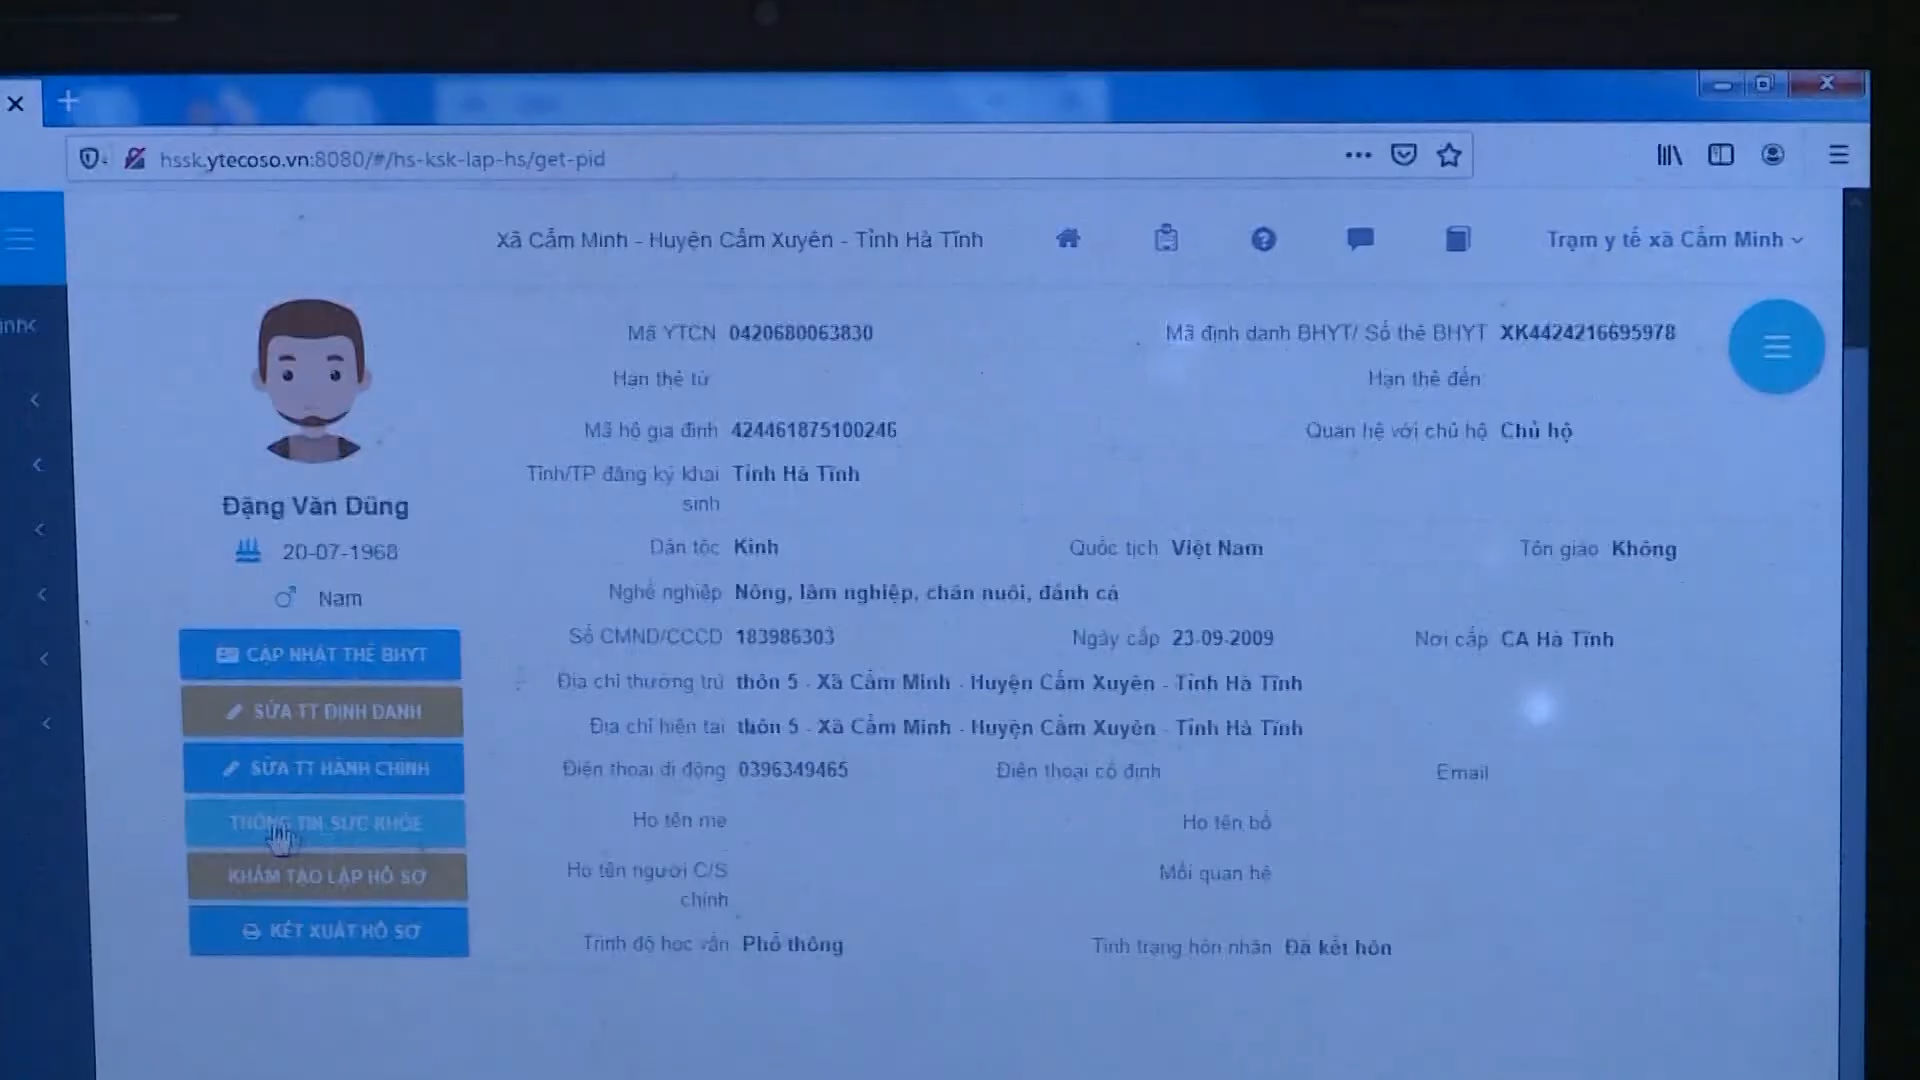 hssk.ytecoso.vn:8080/#/hs-ksk-lap-hs/get-pid
Xã Cẩm Minh - Huyện Cẩm Xuyên - Tỉnh Hà Tĩnh
Trạm y tế xã Cẩm Minh
Mã YTCN 0420680063830
Mã định danh BHYT/ Số thẻ BHYT XK4424216695978
Hạn thẻ từ
Hạn thẻ đến
Mã hộ gia đình 424461875100246
Quan hệ với chủ hộ Chủ hộ
Tỉnh/TP đăng ký khai sinh Tỉnh Hà Tĩnh
Đặng Văn Dũng
20-07-1968
Nam
Dân tộc Kinh
Quốc tịch Việt Nam
Tôn giáo Không
Nghề nghiệp Nông, lâm nghiệp, chăn nuôi, đánh cá
Số CMND/CCCD 183986303
Ngày cấp 23-09-2009
Nơi cấp CA Hà Tĩnh
Địa chỉ thường trú thôn 5 - Xã Cẩm Minh - Huyện Cẩm Xuyên - Tỉnh Hà Tĩnh
Địa chỉ hiện tại thôn 5 - Xã Cẩm Minh - Huyện Cẩm Xuyên - Tỉnh Hà Tĩnh
Điện thoại di động 0396349465
Điện thoại cố định
Email
Họ tên mẹ
Họ tên bố
Họ tên người C/S chính
Mối quan hệ
Trình độ học vấn Phổ thông
Tình trạng hôn nhân Đã kết hôn
CẬP NHẬT THẺ BHYT
SỬA TT ĐỊNH DANH
SỬA TT HÀNH CHÍNH
THÔNG TIN SỨC KHỎE
KHÁM TẠO LẬP HỒ SƠ
KẾT XUẤT HỒ SƠ